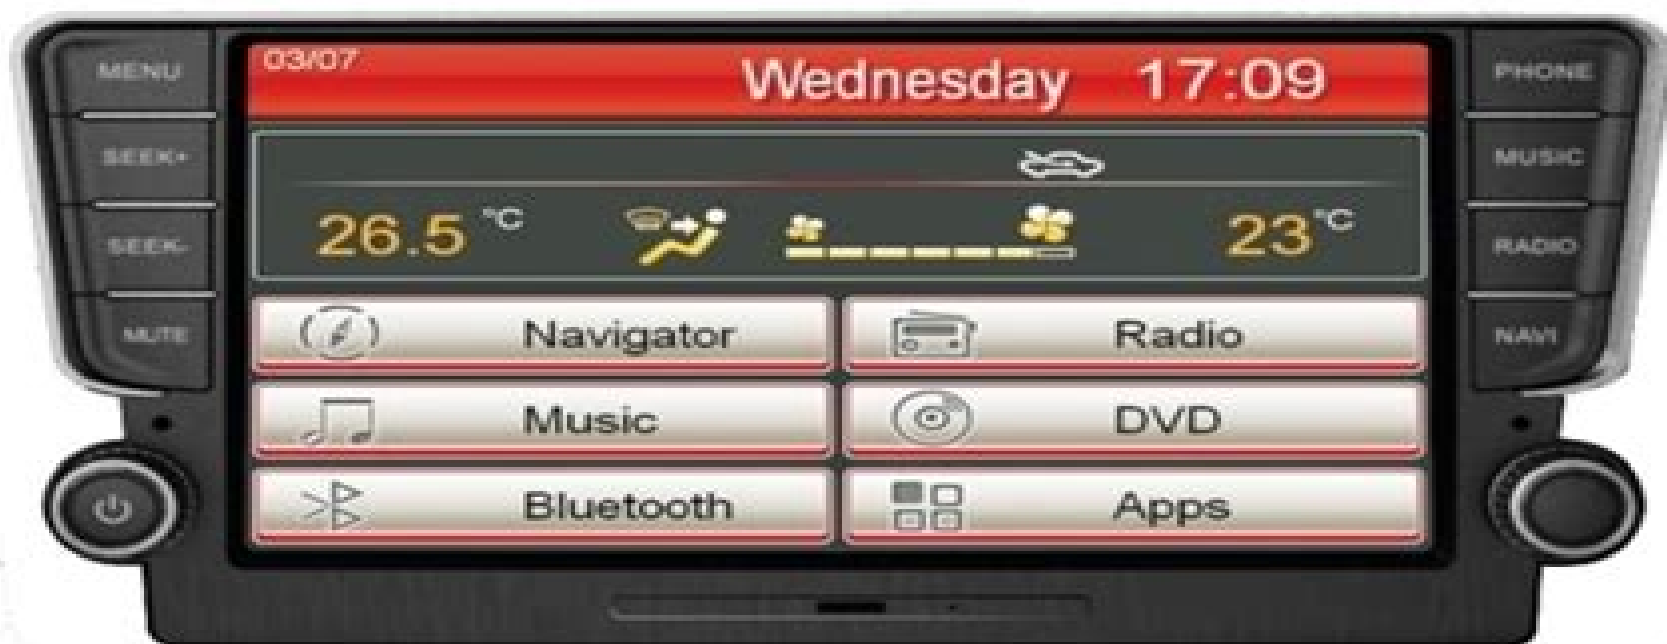 MENU
SEEK+
SEEK-
MUTE
03/07
Wednesday 17:09
26.5 °C
23 °C
Navigator
Radio
Music
DVD
Bluetooth
Apps
PHONE
MUSIC
RADIO
NAVI